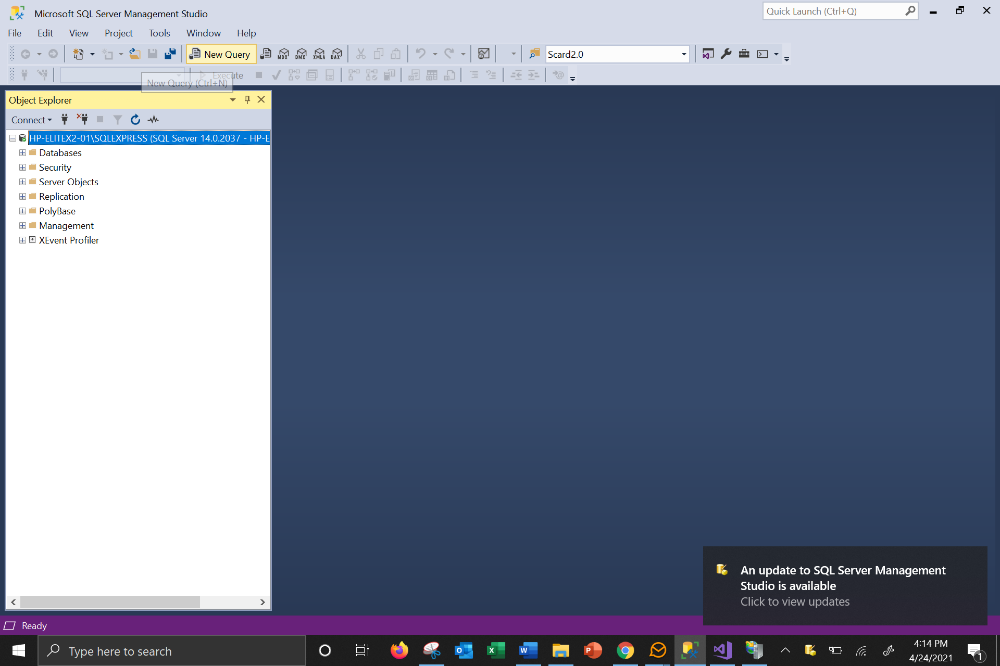 Microsoft SQL Server Management Studio
Quick Launch (Ctrl+Q)
File Edit View Project Tools Window Help
New Query MDX DMX XMLA DAX Scard2.0
Execute
New Query (Ctrl+N)
Object Explorer
Connect
HP-ELITEX2-01\SQLEXPRESS (SQL Server 14.0.2037 - HP-E
Databases
Security
Server Objects
Replication
PolyBase
Management
XEvent Profiler
An update to SQL Server Management
Studio is available
Click to view updates
Ready
Type here to search
4:14 PM
4/24/2021
1